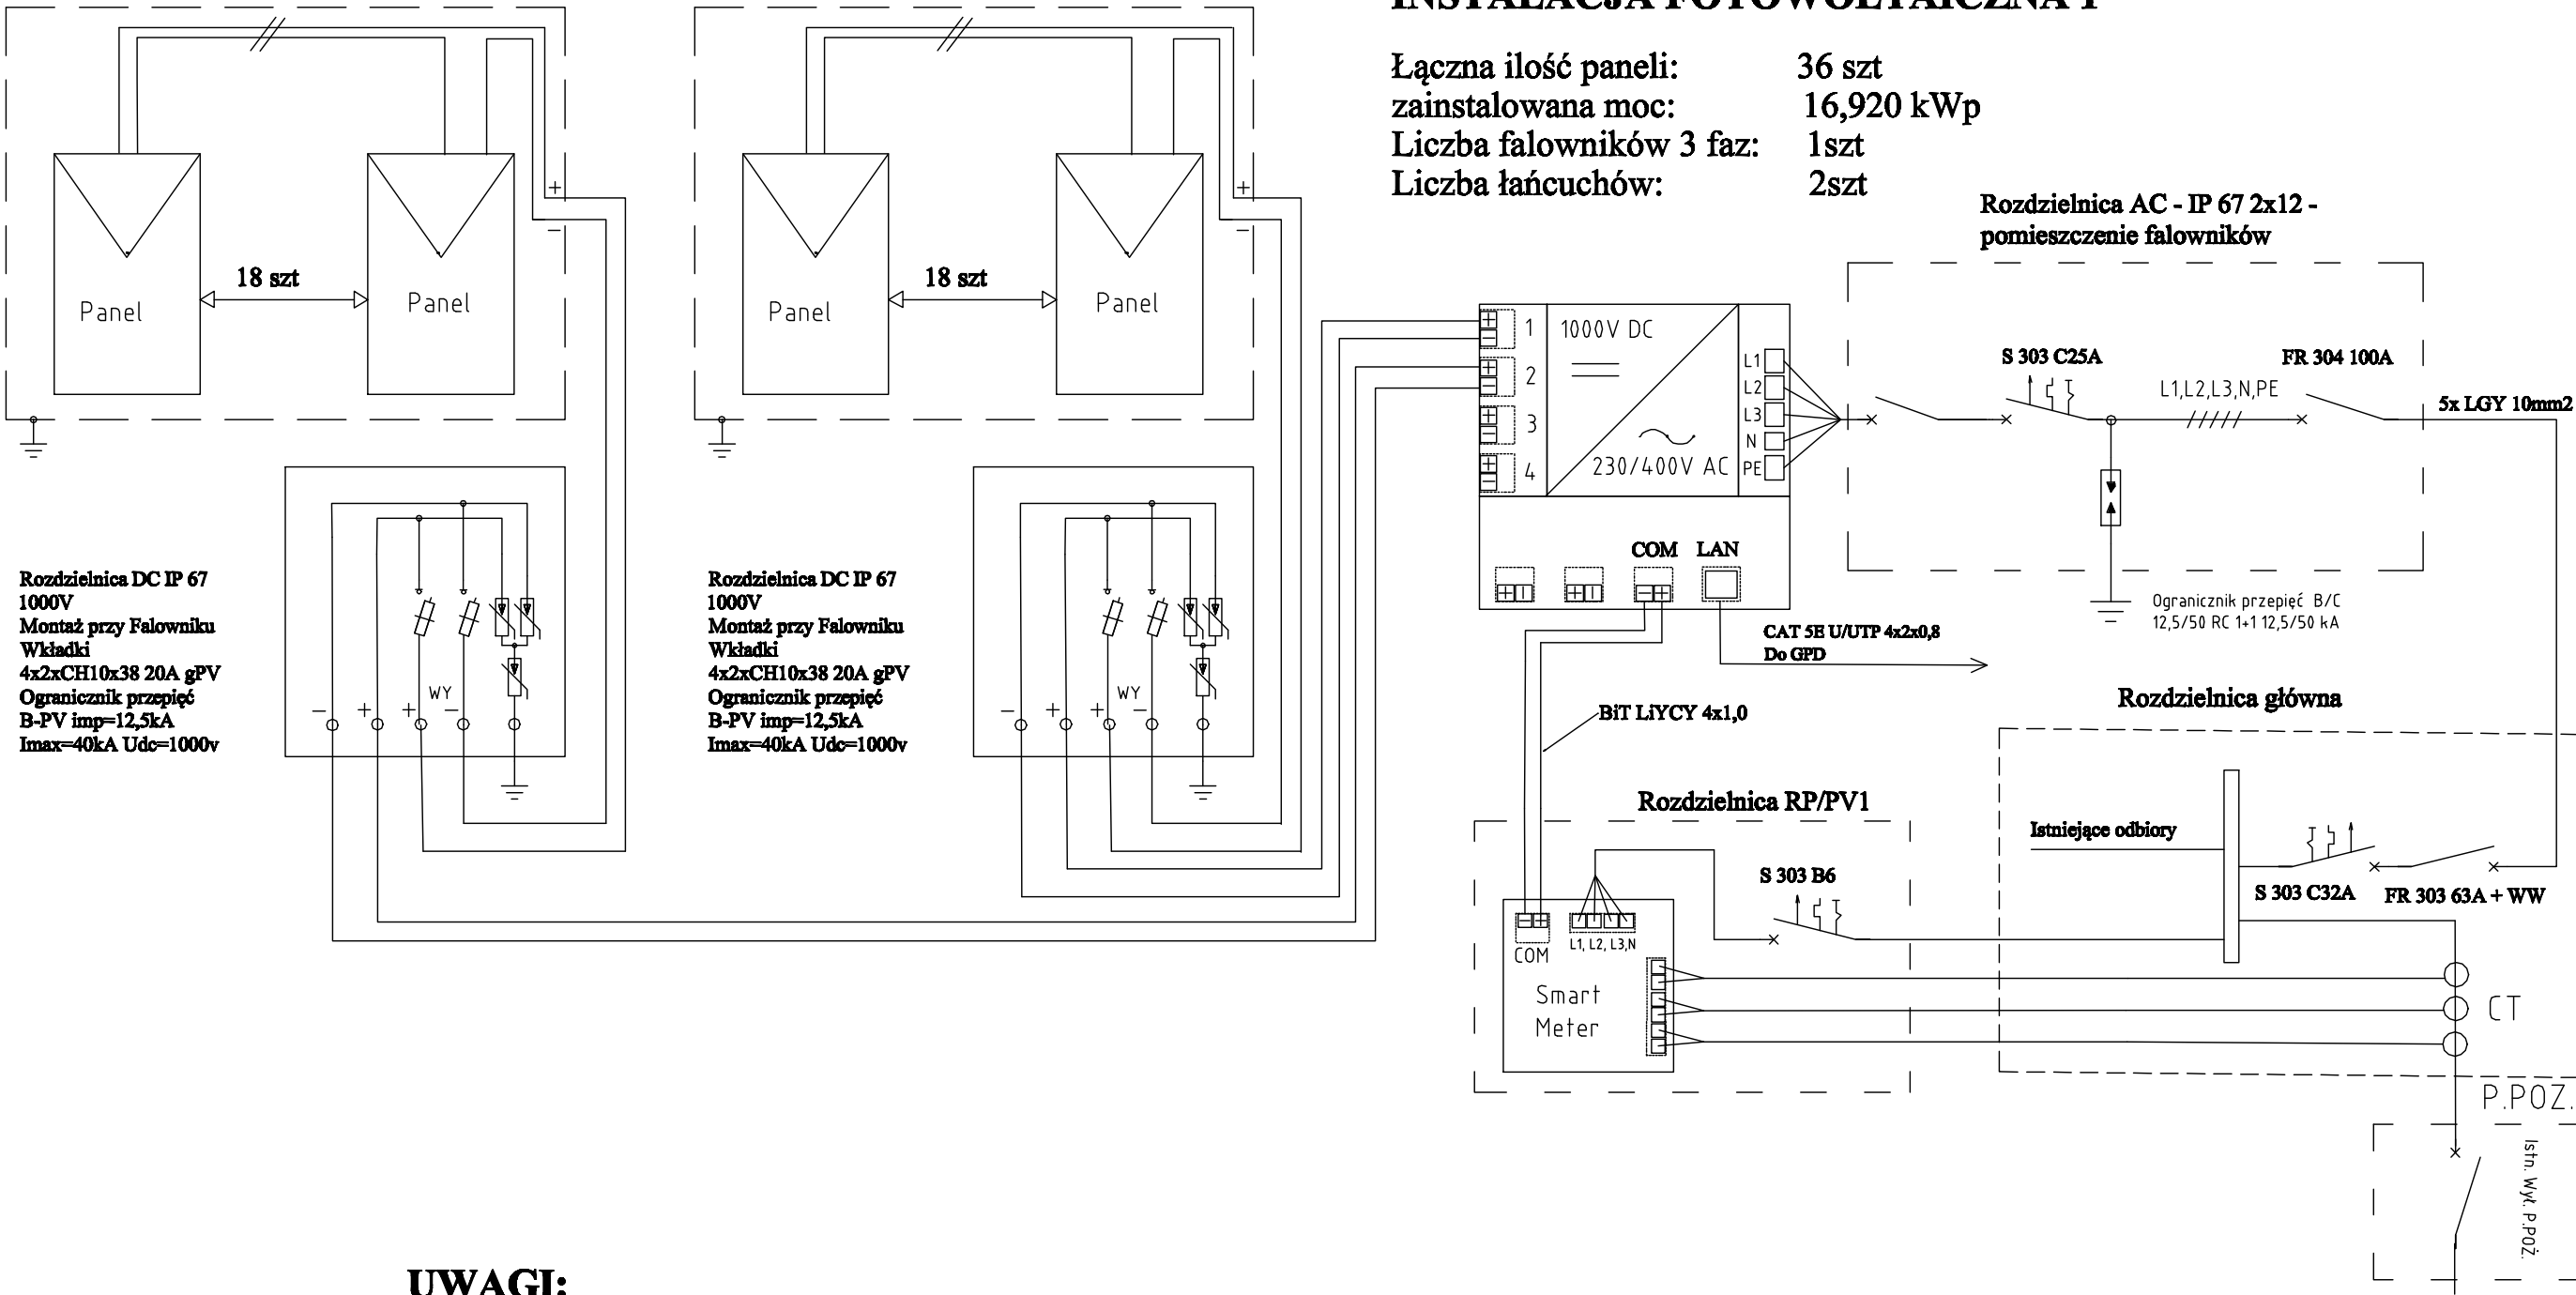 INSTALACJA FOTOWOLTAICZNA 1
Łączna ilość paneli: 36 szt
zainstalowana moc: 16,920 kWp
Liczba falowników 3 faz: 1szt
Liczba łańcuchów: 2szt
+
−
18 szt
Panel
Panel
+
−
18 szt
Panel
Panel
Rozdzielnica DC IP 67
1000V
Montaż przy Falowniku
Wkładki
4x2xCH10x38 20A gPV
Ogranicznik przepięć
B-PV imp=12,5kA
Imax=40kA Udc=1000v
− + + WY −
Rozdzielnica DC IP 67
1000V
Montaż przy Falowniku
Wkładki
4x2xCH10x38 20A gPV
Ogranicznik przepięć
B-PV imp=12,5kA
Imax=40kA Udc=1000v
− + + WY −
+ − 1
+ − 2
+ − 3
+ − 4
1000V DC
230/400V AC
L1
L2
L3
N
PE
COM LAN
+ −
+ −
− +
CAT 5E U/UTP 4x2x0,8
Do GPD
BiT LiYCY 4x1,0
Rozdzielnica AC - IP 67 2x12 -
pomieszczenie falowników
S 303 C25A
L1,L2,L3,N,PE
FR 304 100A
5x LGY 10mm2
Ogranicznik przepięć B/C
12,5/50 RC 1+1 12,5/50 kA
Rozdzielnica główna
Istniejące odbiory
S 303 C32A
FR 303 63A + WW
CT
Rozdzielnica RP/PV1
S 303 B6
− +
COM
L1, L2, L3,N
Smart
Meter
P.POZ.
Istn. Wył. P.POŻ.
UWAGI: